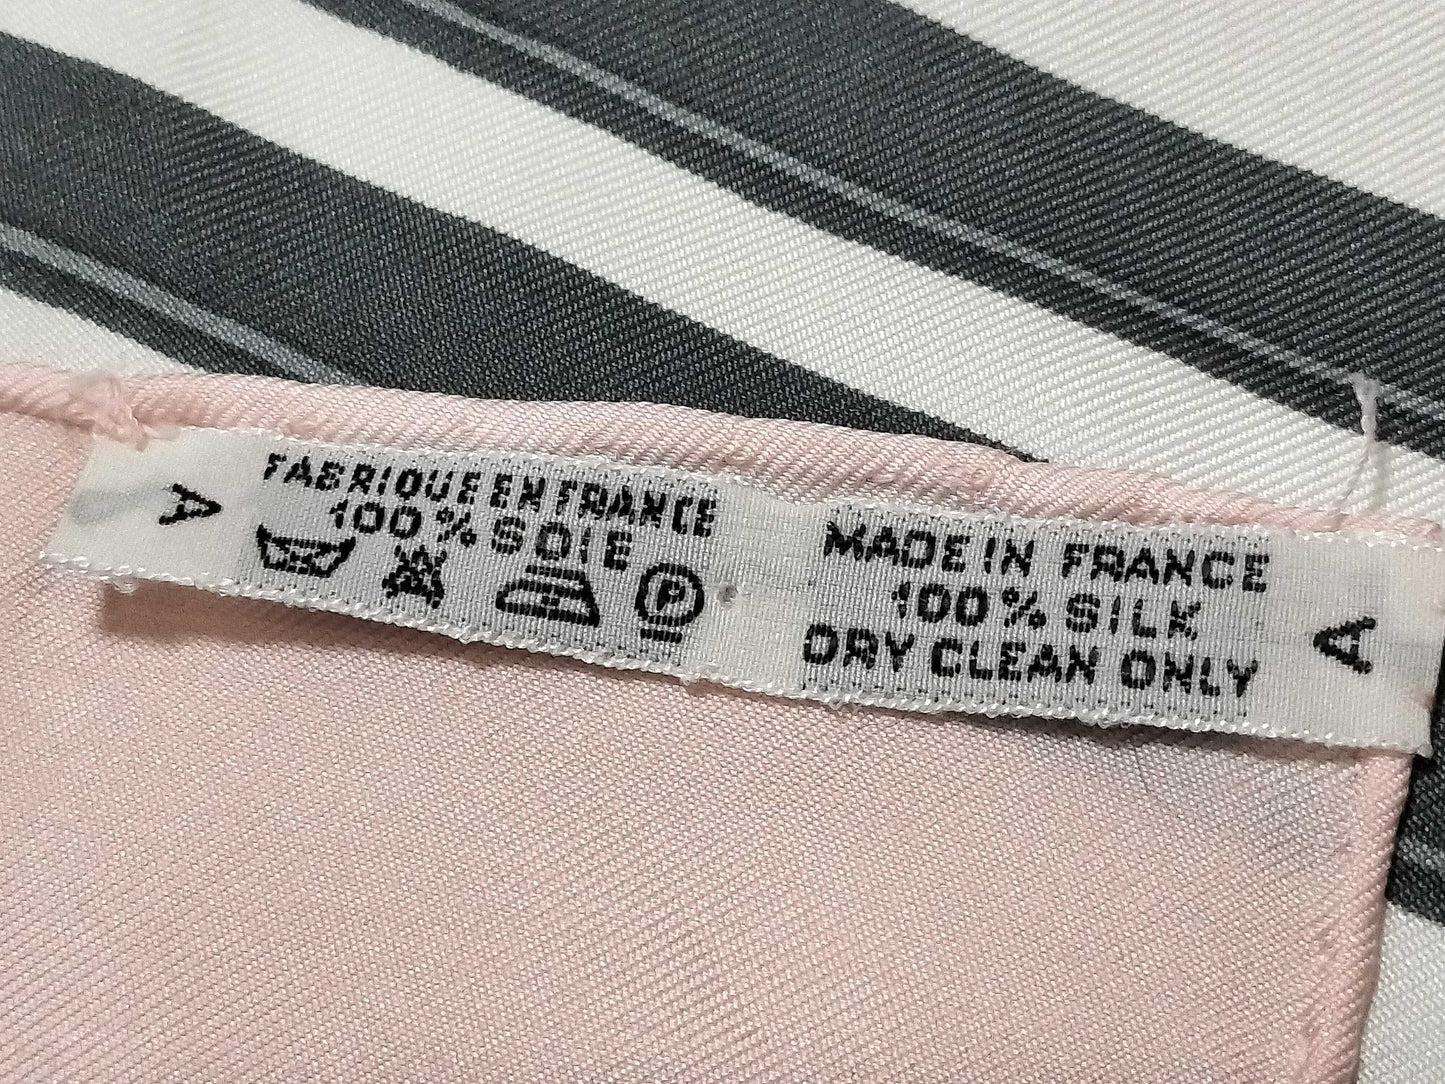 A
FABRIQUE EN FRANCE
100% SOIE
P
MADE IN FRANCE
100% SILK
DRY CLEAN ONLY
A